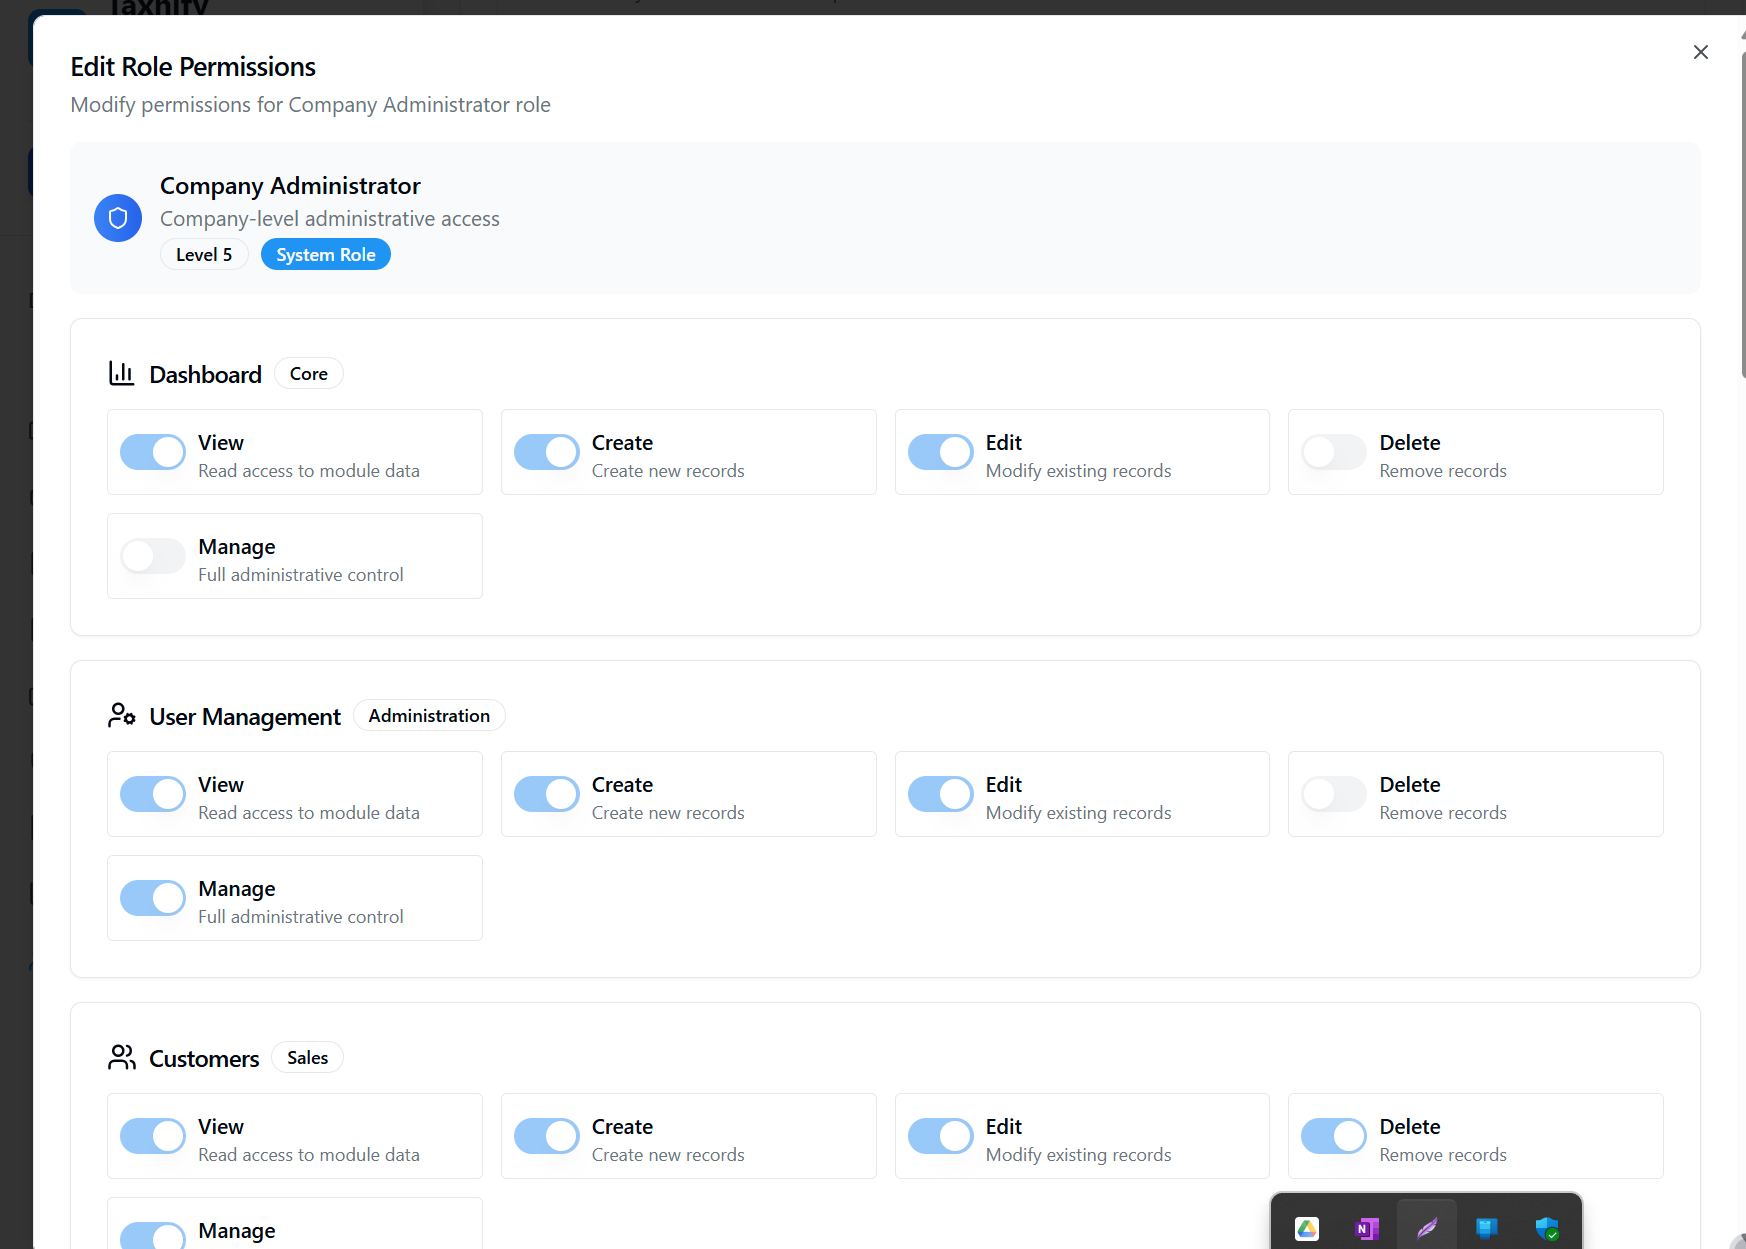 Taxnify
Edit Role Permissions
Modify permissions for Company Administrator role
Company Administrator
Company-level administrative access
Level 5 System Role
Dashboard Core
View Create Edit Delete
Read access to module data Create new records Modify existing records Remove records
Manage
Full administrative control
User Management Administration
View Create Edit Delete
Read access to module data Create new records Modify existing records Remove records
Manage
Full administrative control
Customers Sales
View Create Edit Delete
Read access to module data Create new records Modify existing records Remove records
Manage